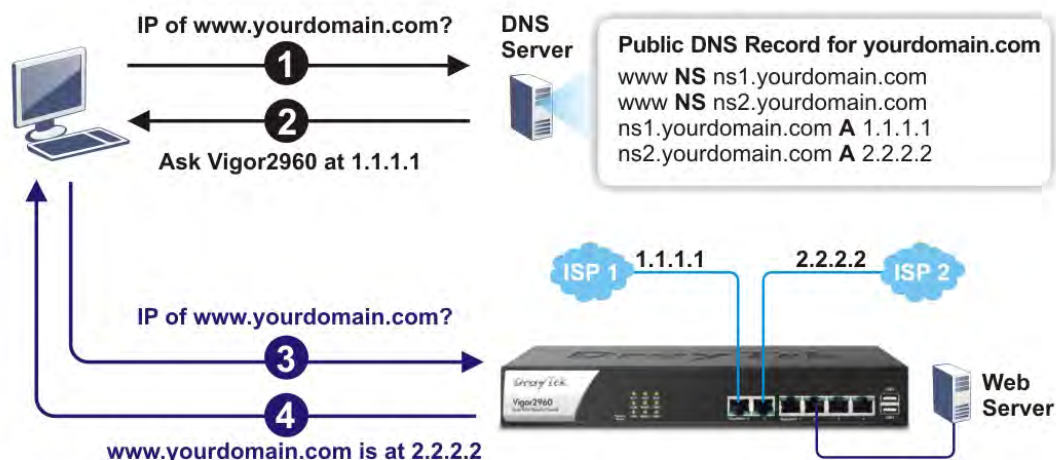 IP of www.yourdomain.com?
1
2
Ask Vigor2960 at 1.1.1.1
DNS
Server
Public DNS Record for yourdomain.com
www NS ns1.yourdomain.com
www NS ns2.yourdomain.com
ns1.yourdomain.com A 1.1.1.1
ns2.yourdomain.com A 2.2.2.2
ISP 1
1.1.1.1
2.2.2.2
ISP 2
IP of www.yourdomain.com?
3
4
www.yourdomain.com is at 2.2.2.2
DrayTek
DrayTek
Vigor2960
Web
Server